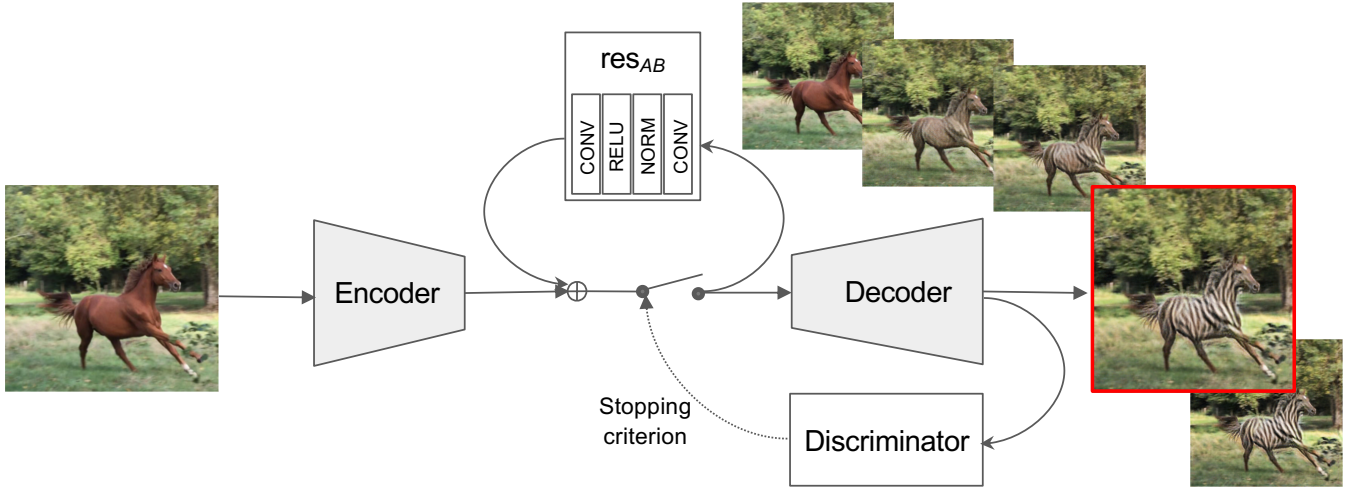 res_AB
CONV
RELU
NORM
CONV
Encoder
Decoder
Stopping
criterion
Discriminator